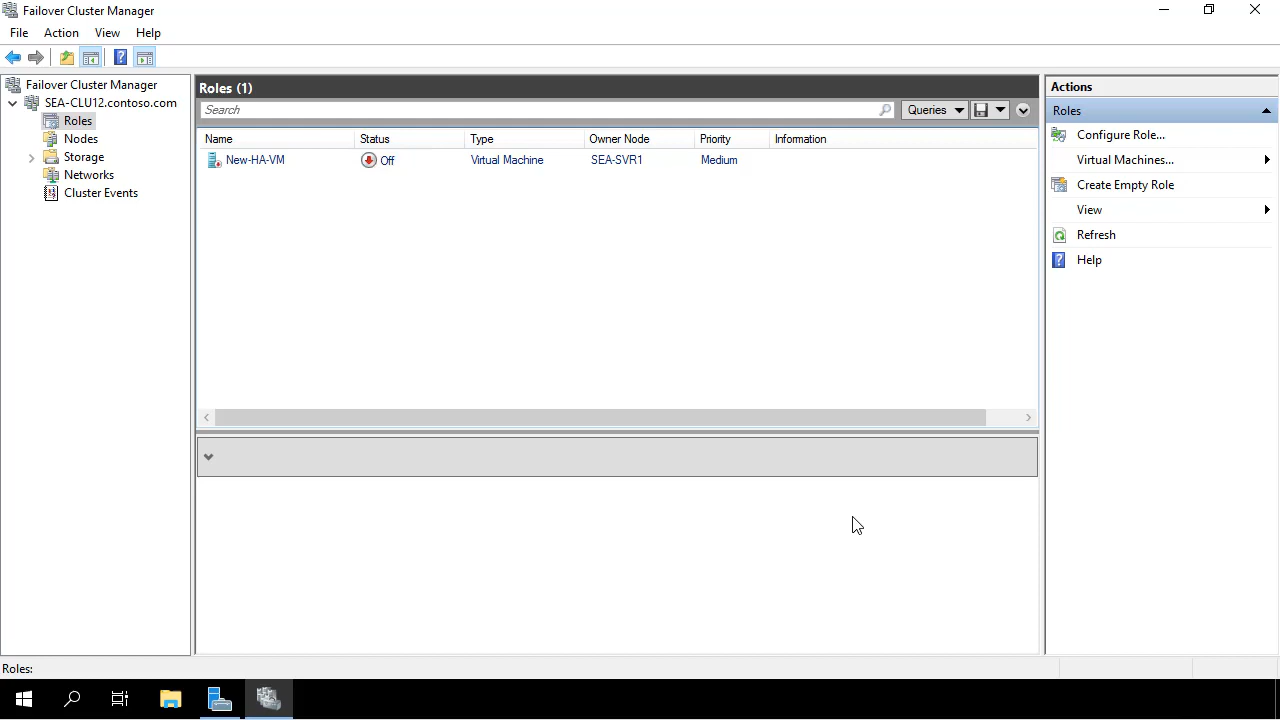 Failover Cluster Manager
File Action View Help
Failover Cluster Manager
SEA-CLU12.contoso.com
Roles
Nodes
Storage
Networks
Cluster Events
Roles (1)
Search
Queries
Name Status Type Owner Node Priority Information
New-HA-VM Off Virtual Machine SEA-SVR1 Medium
Actions
Roles
Configure Role...
Virtual Machines...
Create Empty Role
View
Refresh
Help
Roles: